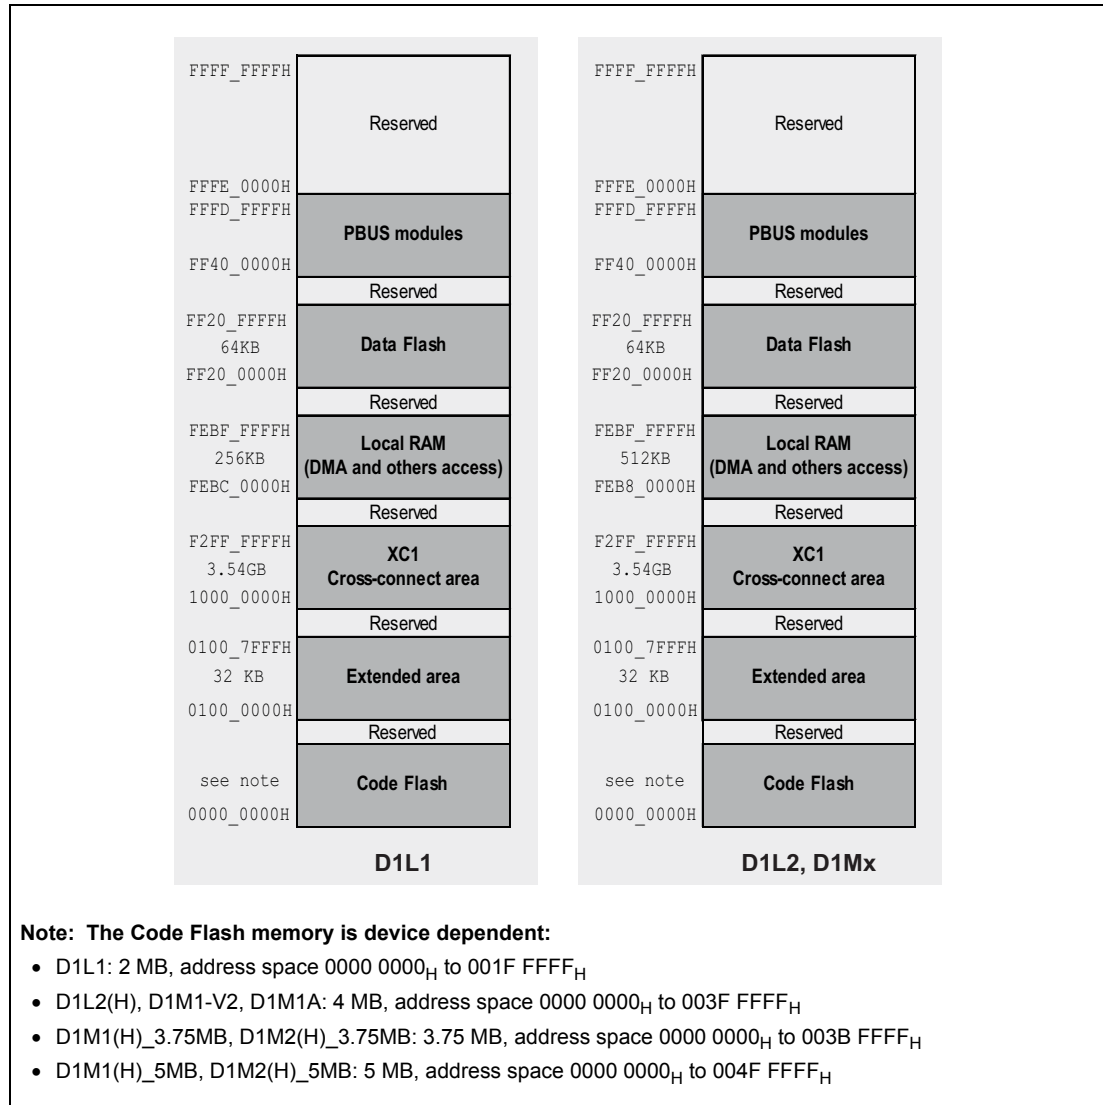 FFFF_FFFFH
Reserved
FFFE_0000H
FFFD_FFFFH
PBUS modules
FF40_0000H
Reserved
FF20_FFFFH
64KB
Data Flash
FF20_0000H
Reserved
FEBF_FFFFH
Local RAM
256KB
(DMA and others access)
FEBC_0000H
Reserved
F2FF_FFFFH
XC1
3.54GB
Cross-connect area
1000_0000H
Reserved
0100_7FFFH
32 KB
Extended area
0100_0000H
Reserved
see note
Code Flash
0000_0000H
D1L1
FFFF_FFFFH
Reserved
FFFE_0000H
FFFD_FFFFH
PBUS modules
FF40_0000H
Reserved
FF20_FFFFH
64KB
Data Flash
FF20_0000H
Reserved
FEBF_FFFFH
Local RAM
512KB
(DMA and others access)
FEB8_0000H
Reserved
F2FF_FFFFH
XC1
3.54GB
Cross-connect area
1000_0000H
Reserved
0100_7FFFH
32 KB
Extended area
0100_0000H
Reserved
see note
Code Flash
0000_0000H
D1L2, D1Mx
Note: The Code Flash memory is device dependent:
• D1L1: 2 MB, address space 0000 0000H to 001F FFFFH
• D1L2(H), D1M1-V2, D1M1A: 4 MB, address space 0000 0000H to 003F FFFFH
• D1M1(H)_3.75MB, D1M2(H)_3.75MB: 3.75 MB, address space 0000 0000H to 003B FFFFH
• D1M1(H)_5MB, D1M2(H)_5MB: 5 MB, address space 0000 0000H to 004F FFFFH